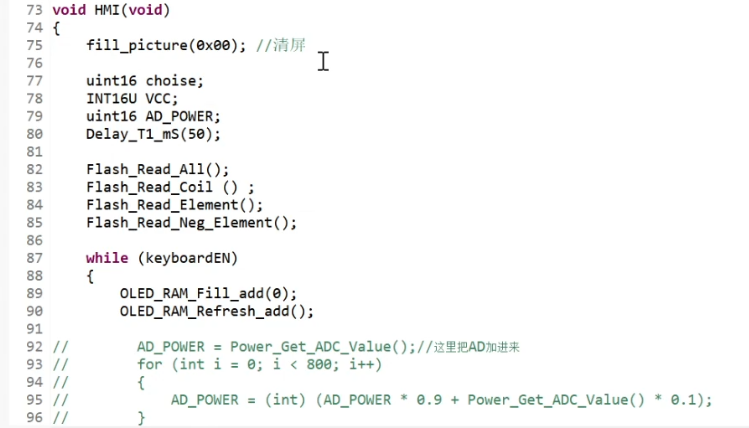 73 void HMI(void)
74 {
75     fill_picture(0x00); //清屏
76
77     uint16 choise;
78     INT16U VCC;
79     uint16 AD_POWER;
80     Delay_T1_mS(50);
81
82     Flash_Read_All();
83     Flash_Read_Coil () ;
84     Flash_Read_Element();
85     Flash_Read_Neg_Element();
86
87     while (keyboardEN)
88     {
89         OLED_RAM_Fill_add(0);
90         OLED_RAM_Refresh_add();
91
92 //        AD_POWER = Power_Get_ADC_Value();//这里把AD加进来
93 //        for (int i = 0; i < 800; i++)
94 //        {
95 //            AD_POWER = (int) (AD_POWER * 0.9 + Power_Get_ADC_Value() * 0.1);
96 //        }